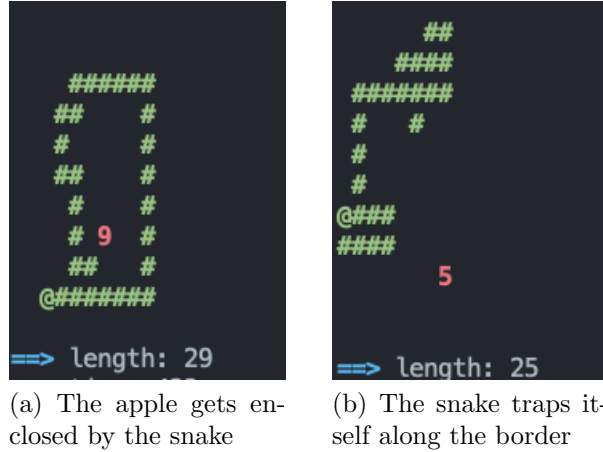 ######
## #
# #
## #
# #
# 9 #
## #
@#######
==> length: 29
(a) The apple gets en-
closed by the snake
##
####
#######
# #
#
#
@###
####
5
==> length: 25
(b) The snake traps it-
self along the border